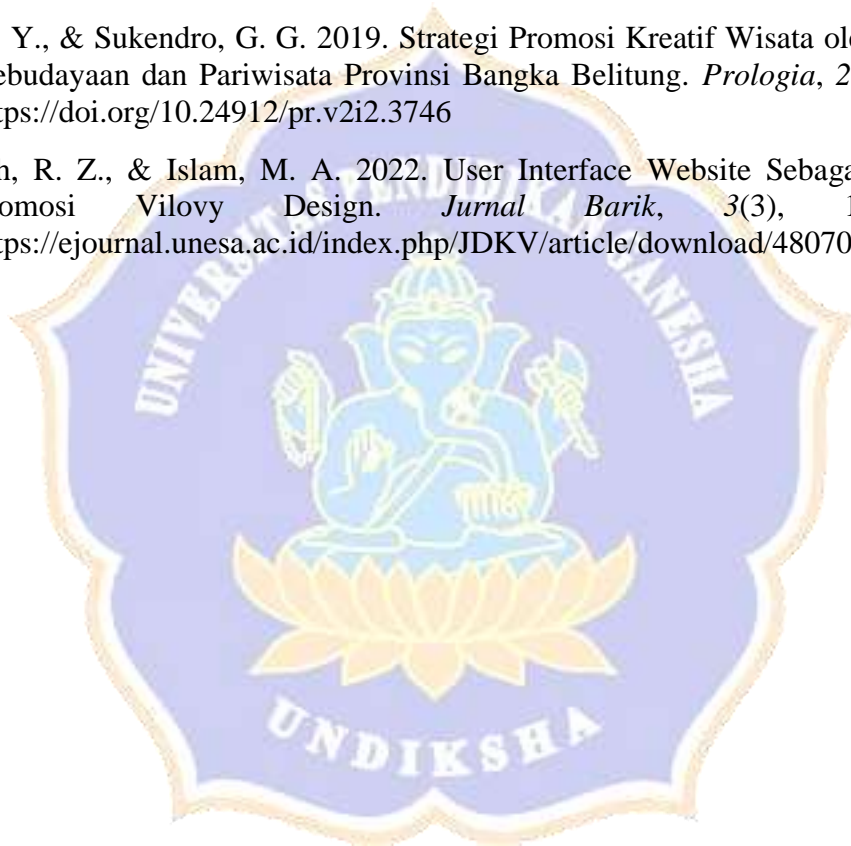 Y., & Sukendro, G. G. 2019. Strategi Promosi Kreatif Wisata
ebudayaan dan Pariwisata Provinsi Bangka Belitung. Prologia, 2
tps://doi.org/10.24912/pr.v2i2.3746
h, R. Z., & Islam, M. A. 2022. User Interface Website Sebaga
omosi Vilovy Design. Jurnal Barik, 3(3), 1
tps://ejournal.unesa.ac.id/index.php/JDKV/article/download/48070
UNIVERSITAS PENDIDIKAN GANESHA
UNDIKSHA